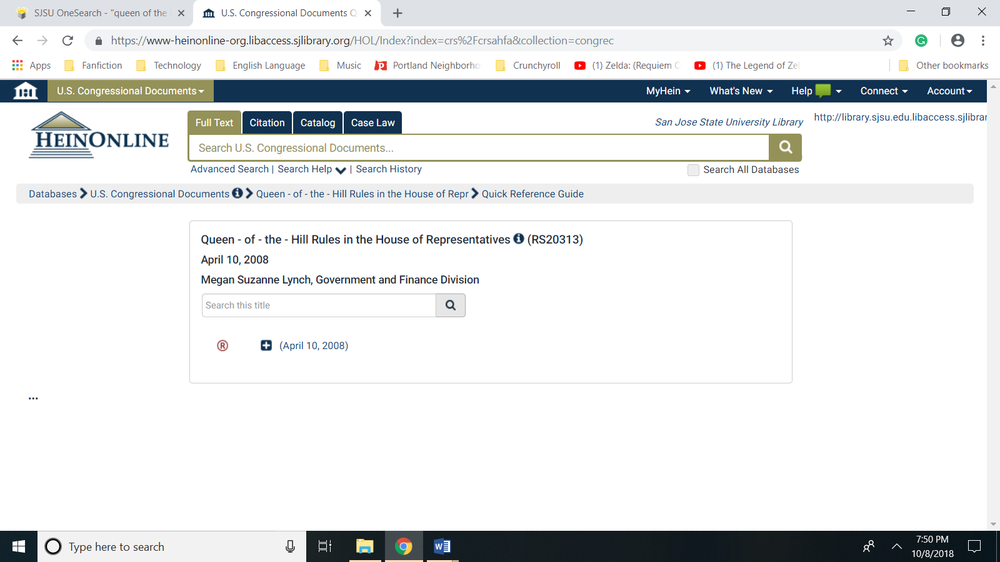 SJSU OneSearch - "queen of the
U.S. Congressional Documents Q
https://www-heinonline-org.libaccess.sjlibrary.org/HOL/Index?index=crs%2Fcrsahfa&collection=congrec
Apps Fanfiction Technology English Language Music Portland Neighborho Crunchyroll (1) Zelda: (Requiem C (1) The Legend of Zel Other bookmarks
U.S. Congressional Documents MyHein What's New Help Connect Account
HEINONLINE
Full Text Citation Catalog Case Law
San Jose State University Library
http://library.sjsu.edu.libaccess.sjlibrar
Search U.S. Congressional Documents...
Advanced Search | Search Help | Search History
Search All Databases
Databases U.S. Congressional Documents Queen - of - the - Hill Rules in the House of Repr Quick Reference Guide
Queen - of - the - Hill Rules in the House of Representatives (RS20313)
April 10, 2008
Megan Suzanne Lynch, Government and Finance Division
Search this title
® (April 10, 2008)
...
Type here to search
7:50 PM
10/8/2018